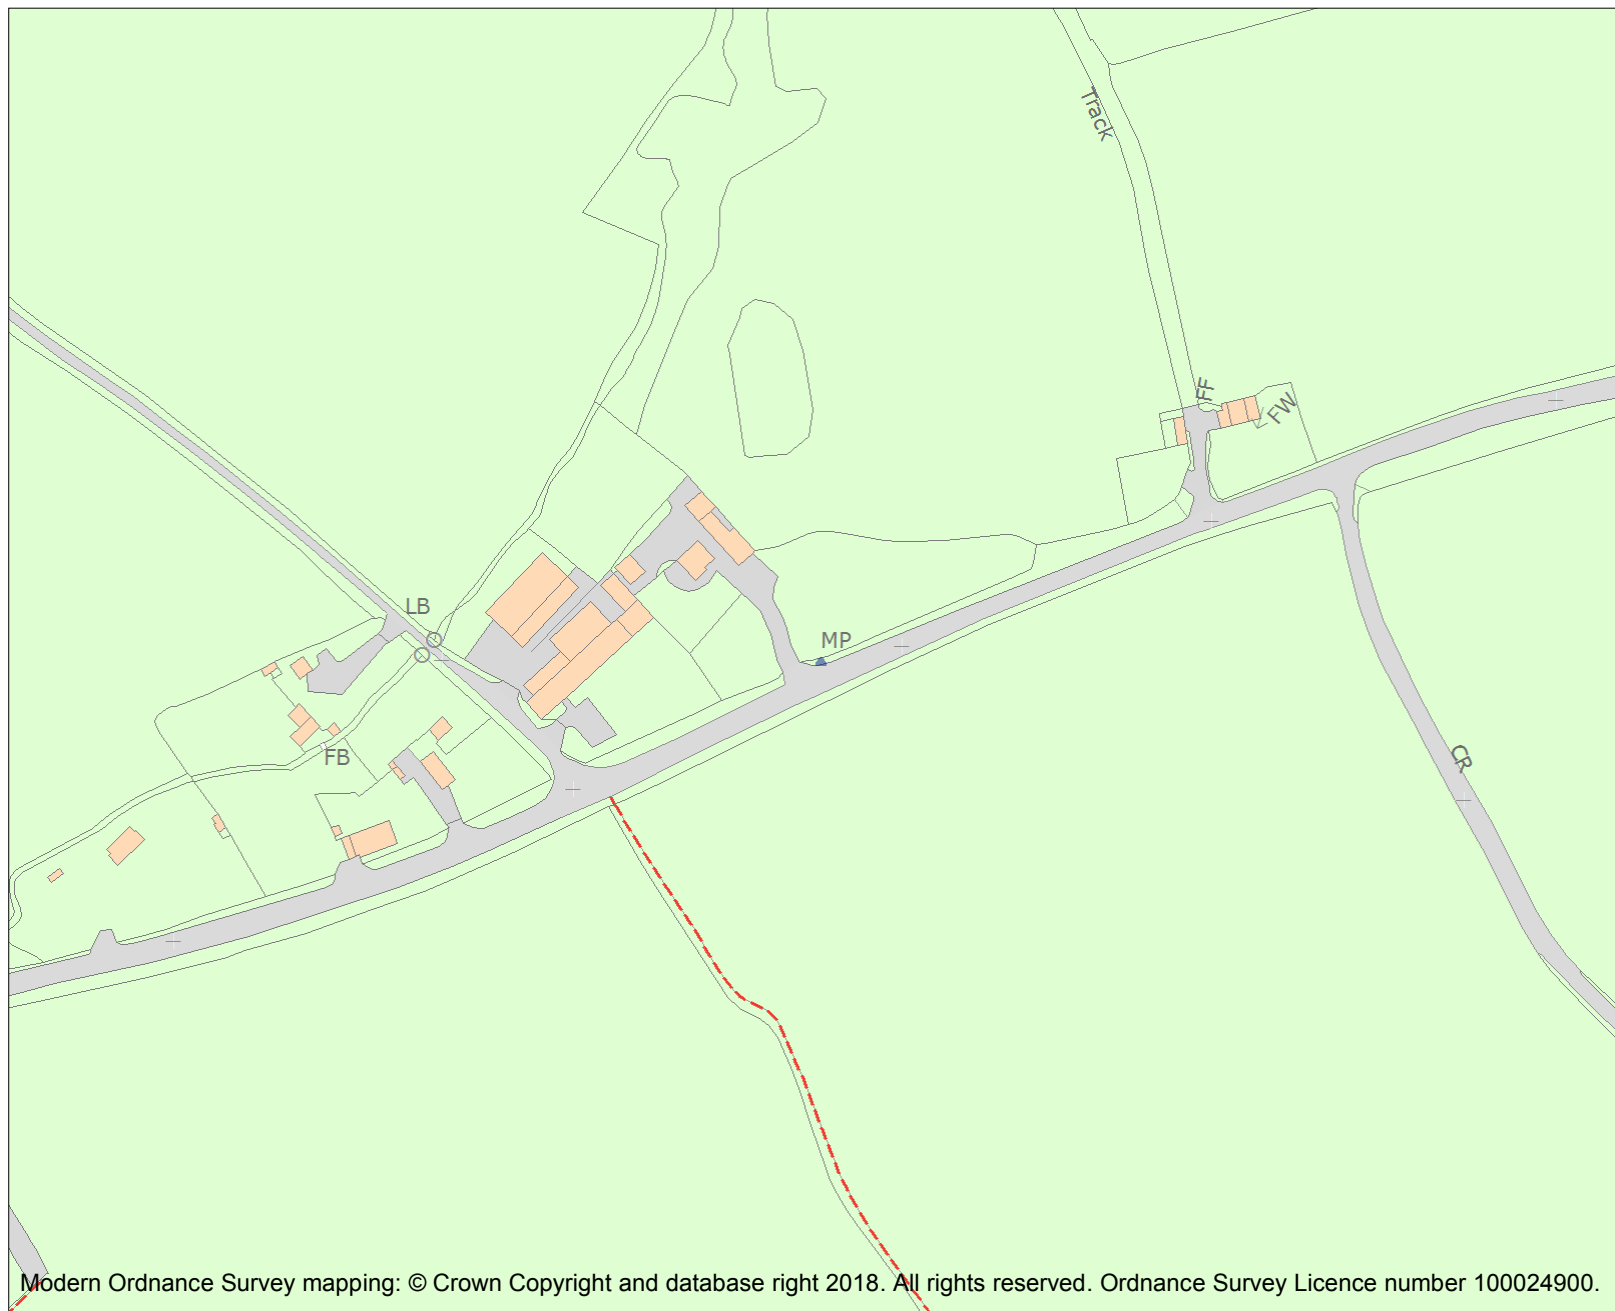 Track
FF
FW
LB
MP
FB
CR
Modern Ordnance Survey mapping: © Crown Copyright and database right 2018. All rights reserved. Ordnance Survey Licence number 100024900.